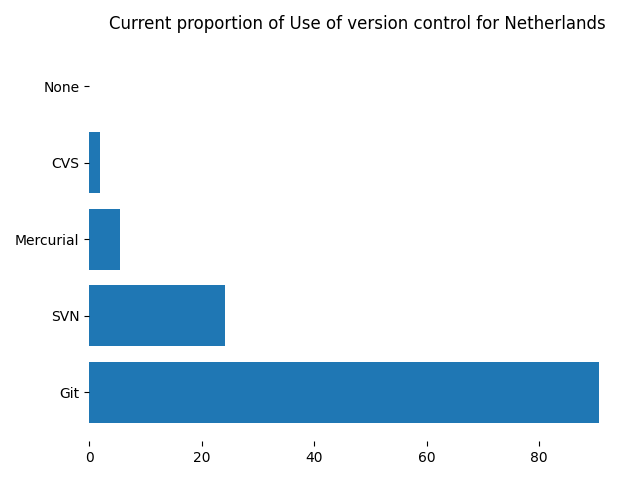 Current proportion of Use of version control for Netherlands
None
CVS
Mercurial
SVN
Git
0 20 40 60 80